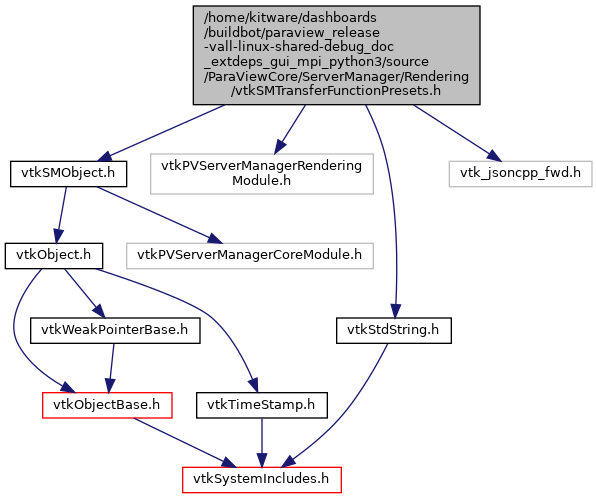 /home/kitware/dashboards
/buildbot/paraview_release
-vall-linux-shared-debug_doc
_extdeps_gui_mpi_python3/source
/ParaViewCore/ServerManager/Rendering
/vtkSMTransferFunctionPresets.h
vtkSMObject.h
vtkPVServerManagerRendering
Module.h
vtk_jsoncpp_fwd.h
vtkObject.h
vtkPVServerManagerCoreModule.h
vtkWeakPointerBase.h
vtkStdString.h
vtkObjectBase.h
vtkTimeStamp.h
vtkSystemIncludes.h